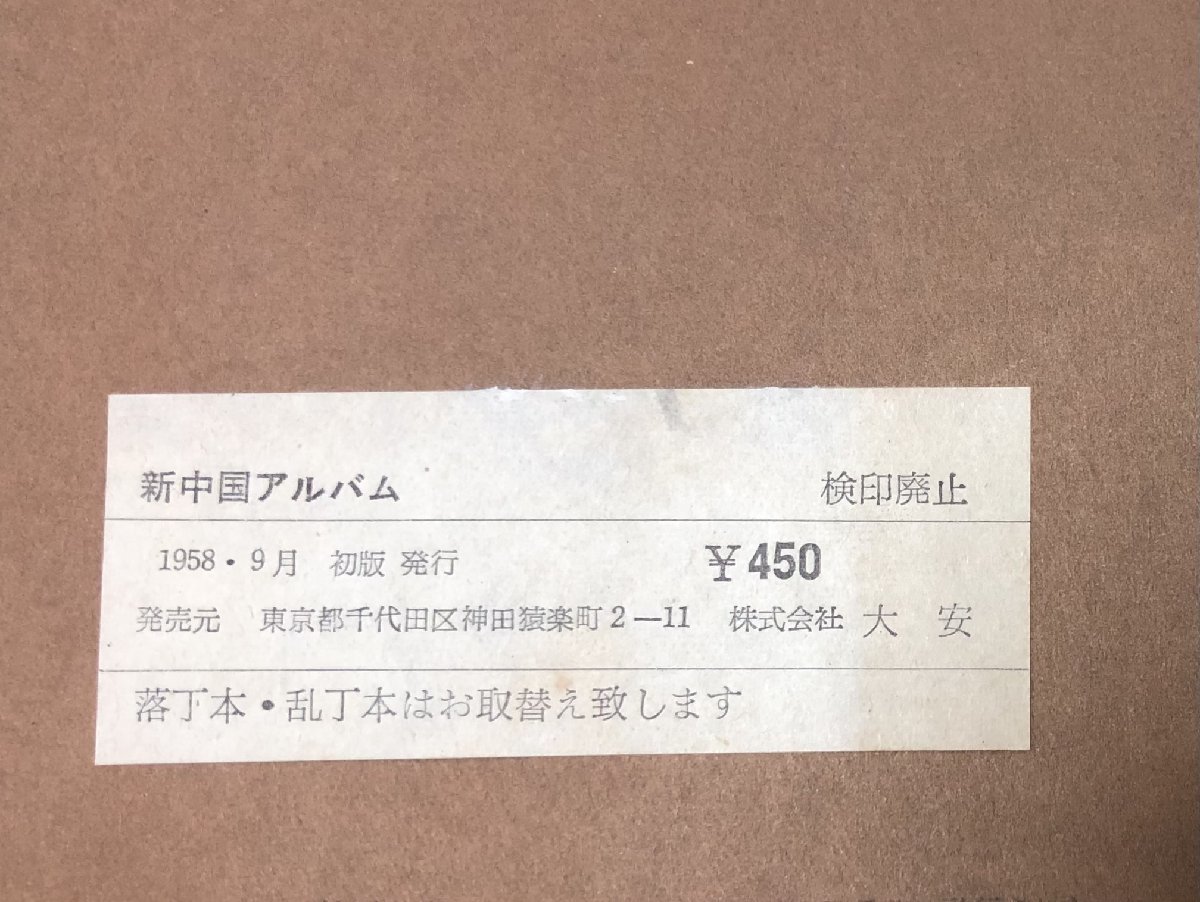 新中国アルバム 検印廃止
1958・9月 初版 発行 ¥450
発売元 東京都千代田区神田猿楽町2―11 株式会社 大安
落丁本・乱丁本はお取替え致します